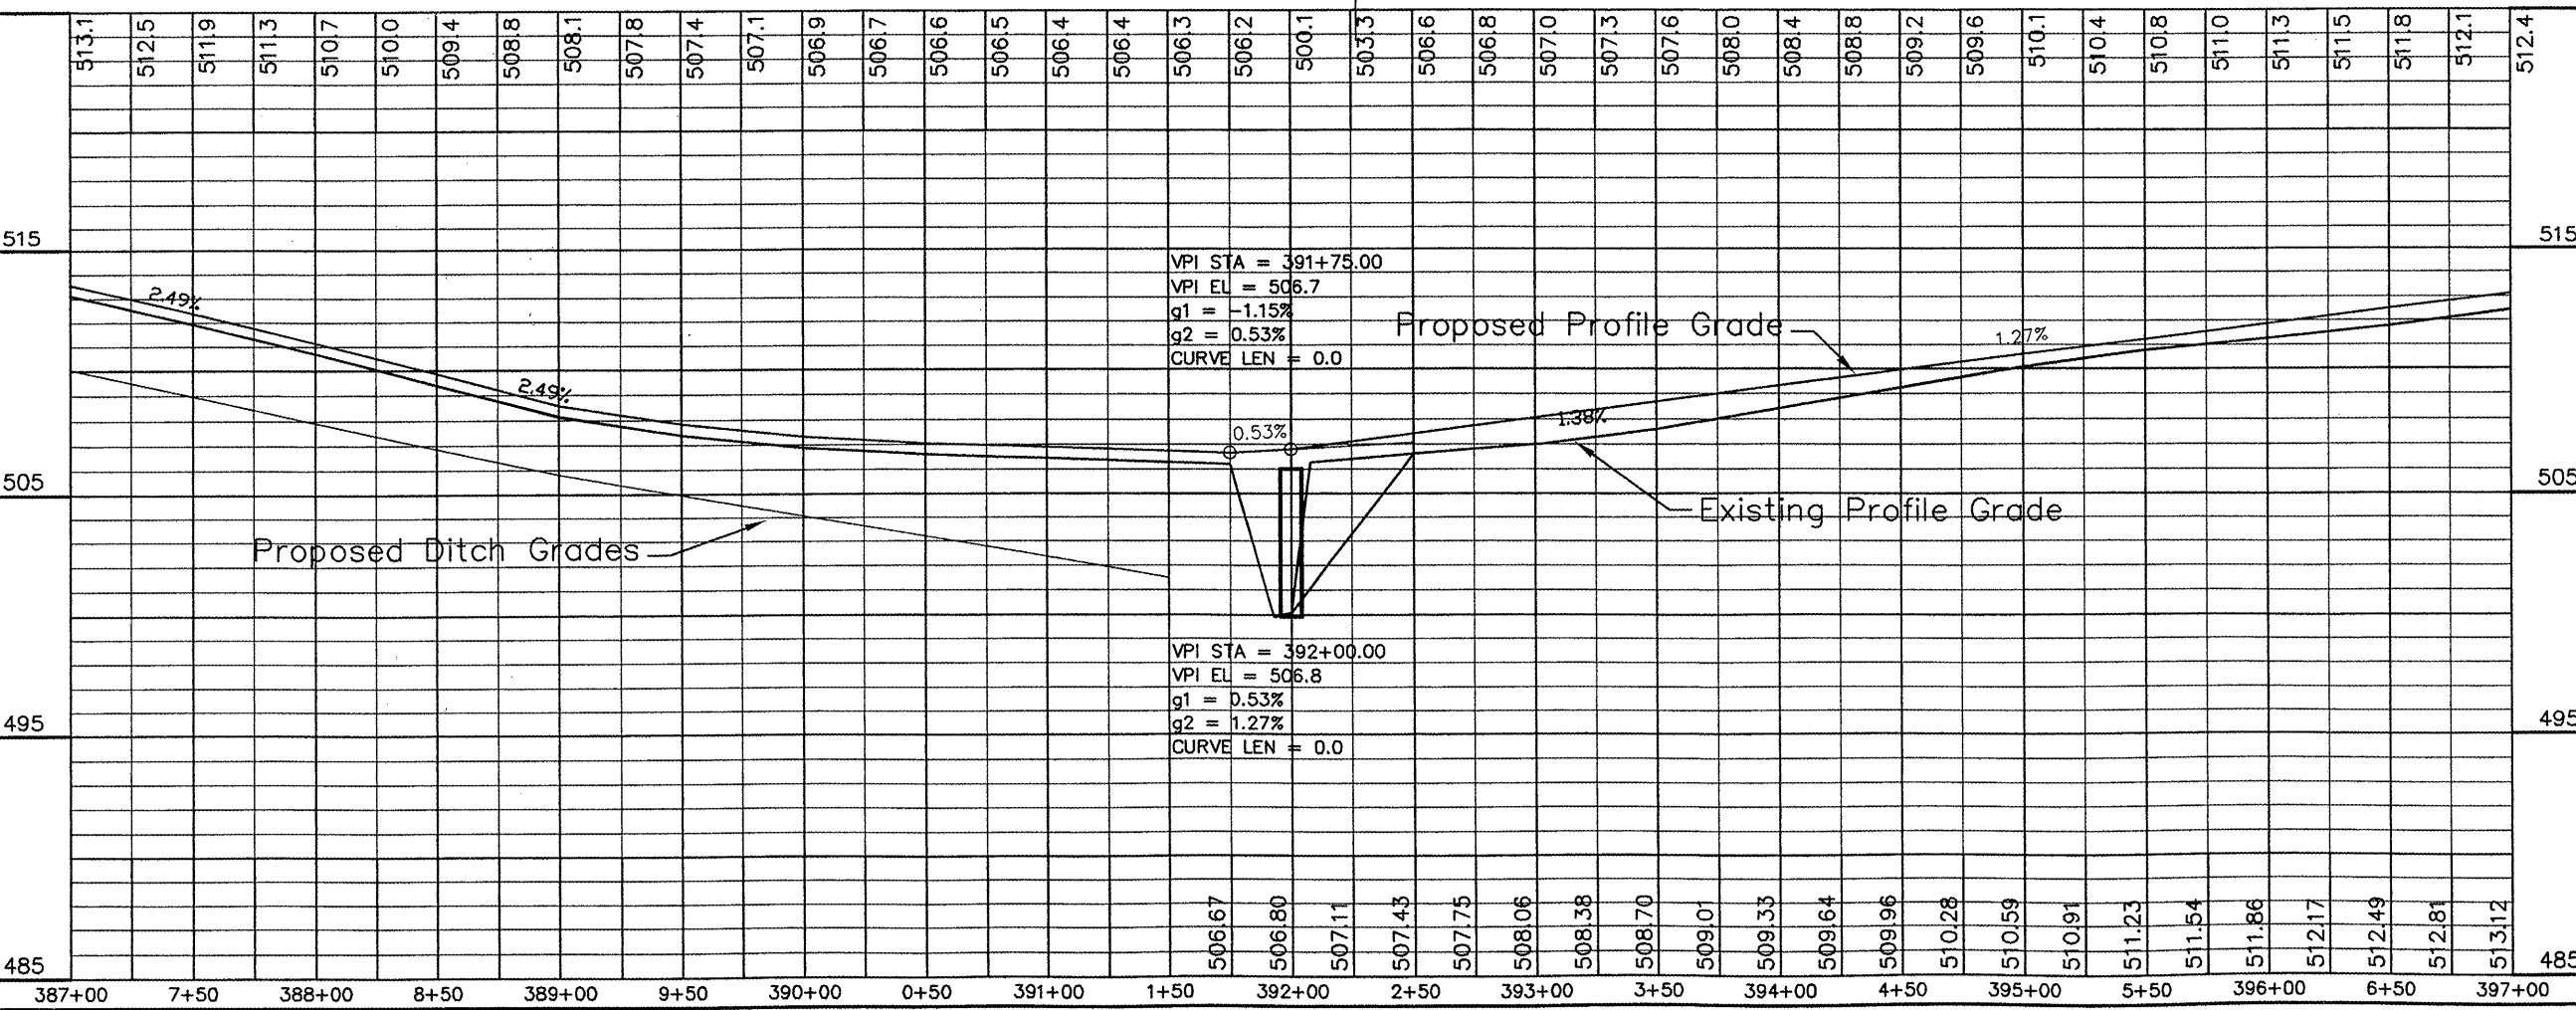 513.1 512.5 511.9 511.3 510.7 510.0 509.4 508.8 508.1 507.8 507.4 507.1 506.9 506.7 506.6 506.5 506.4 506.4 506.3 506.2 500.1 503.3 506.6 506.8 507.0 507.3 507.6 508.0 508.4 508.8 509.2 509.6 510.1 510.4 510.8 511.0 511.3 511.5 511.8 512.1 512.4
515 515
VPI STA = 391+75.00
VPI EL = 506.7
g1 = -1.15%
g2 = 0.53%
CURVE LEN = 0.0
2.49%
Proposed Profile Grade
1.27%
2.49%
1.38%
0.53%
505 505
Existing Profile Grade
Proposed Ditch Grades
VPI STA = 392+00.00
VPI EL = 506.8
g1 = 0.53%
g2 = 1.27%
CURVE LEN = 0.0
495 495
506.67 506.80 507.11 507.43 507.75 508.06 508.38 508.70 509.01 509.33 509.64 509.96 510.28 510.59 510.91 511.23 511.54 511.86 512.17 512.49 512.81 513.12
485 485
387+00 7+50 388+00 8+50 389+00 9+50 390+00 0+50 391+00 1+50 392+00 2+50 393+00 3+50 394+00 4+50 395+00 5+50 396+00 6+50 397+00